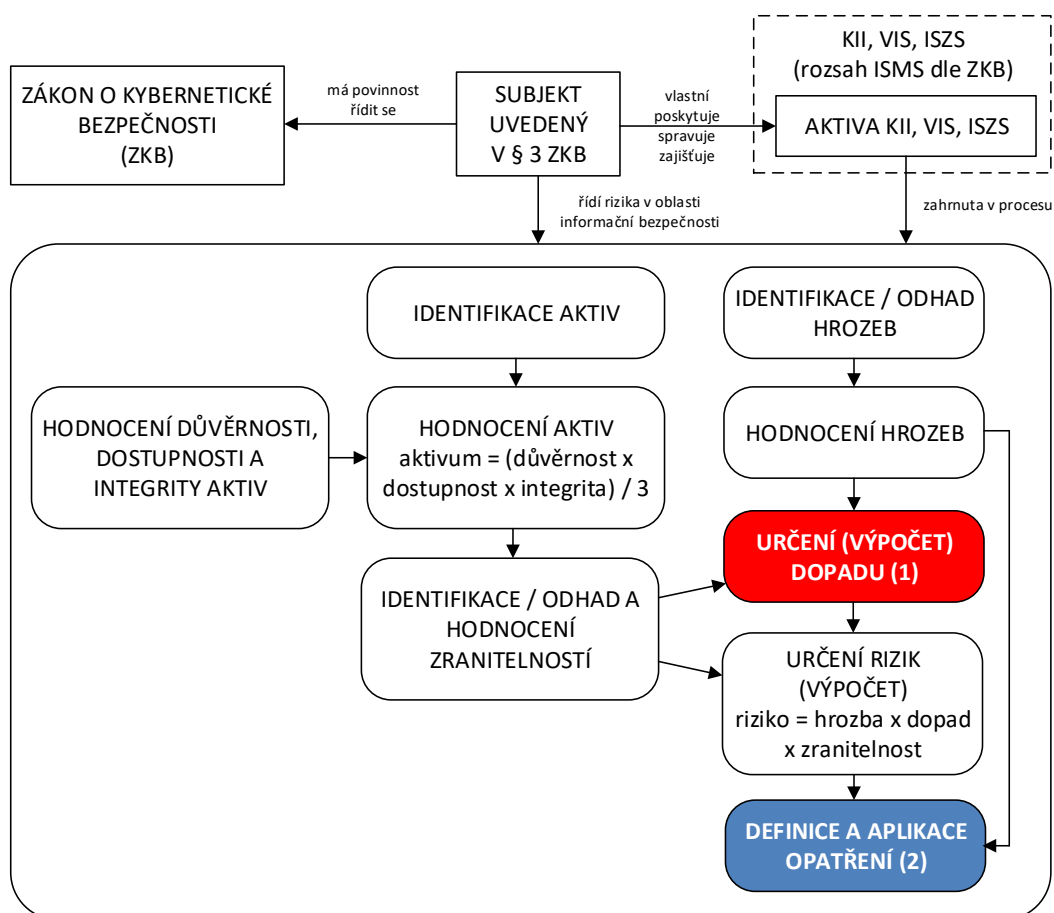 ZÁKON O KYBERNETICKÉ
BEZPEČNOSTI
(ZKB)
má povinnost
řídit se
SUBJEKT
UVEDENÝ
V § 3 ZKB
vlastní
poskytuje
spravuje
zajišťuje
KII, VIS, ISZS
(rozsah ISMS dle ZKB)
AKTIVA KII, VIS, ISZS
řídí rizika v oblasti
informační bezpečnosti
zahrnuta v procesu
IDENTIFIKACE AKTIV
IDENTIFIKACE / ODHAD
HROZEB
HODNOCENÍ DŮVĚRNOSTI,
DOSTUPNOSTI A
INTEGRITY AKTIV
HODNOCENÍ AKTIV
aktivum = (důvěrnost x
dostupnost x integrita) / 3
HODNOCENÍ HROZEB
URČENÍ (VÝPOČET)
DOPADU (1)
IDENTIFIKACE / ODHAD A
HODNOCENÍ
ZRANITELNOSTÍ
URČENÍ RIZIK
(VÝPOČET)
riziko = hrozba x dopad
x zranitelnost
DEFINICE A APLIKACE
OPATŘENÍ (2)